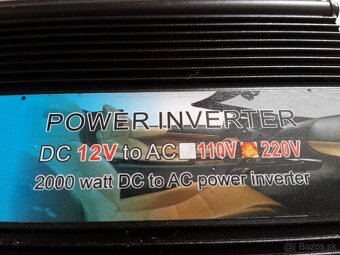 POWER INVERTER
DC 12V to AC 110V 220V
2000 watt DC to AC power inverter
Bazos.sk